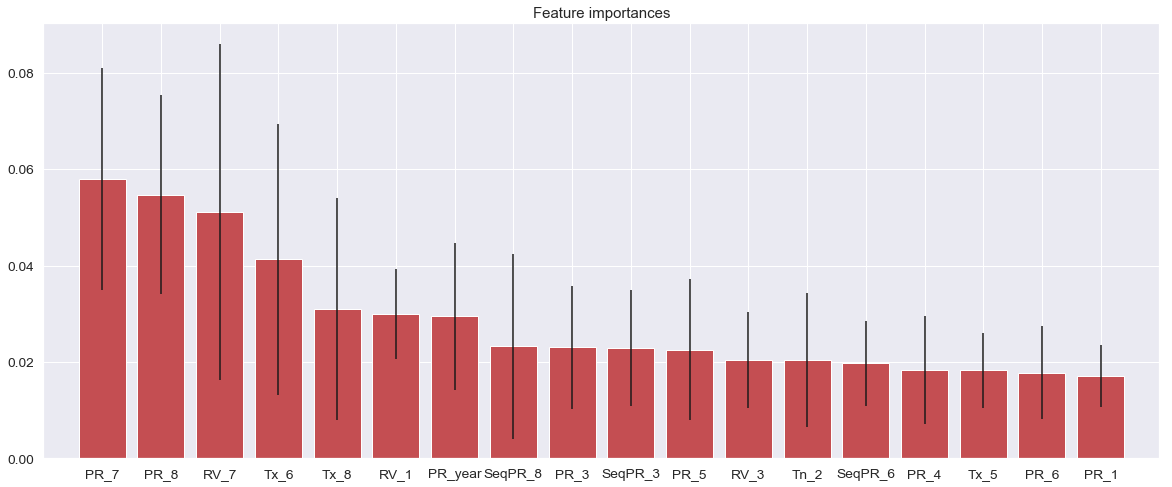 Feature importances
0.08
0.06
0.04
0.02
0.00
PR_7 PR_8 RV_7 Tx_6 Tx_8 RV_1 PR_year SeqPR_8 PR_3 SeqPR_3 PR_5 RV_3 Tn_2 SeqPR_6 PR_4 Tx_5 PR_6 PR_1